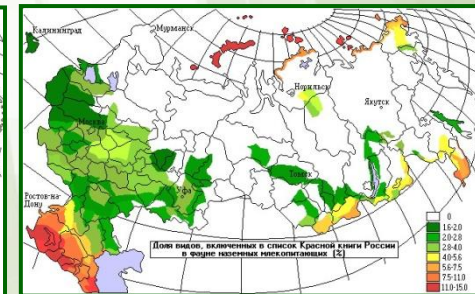 Калининград
Мурманск
Норильск
Якутск
Москва
Томск
Уфа
Ростов-на-
Дону
Доля видов, включенных в список Красной книги России
в фауне наземных млекопитающих (%)
0
1.6-2.0
2.0-2.8
2.8-4.0
4.0-5.6
5.6-7.5
7.5-11.0
11.0-15.0